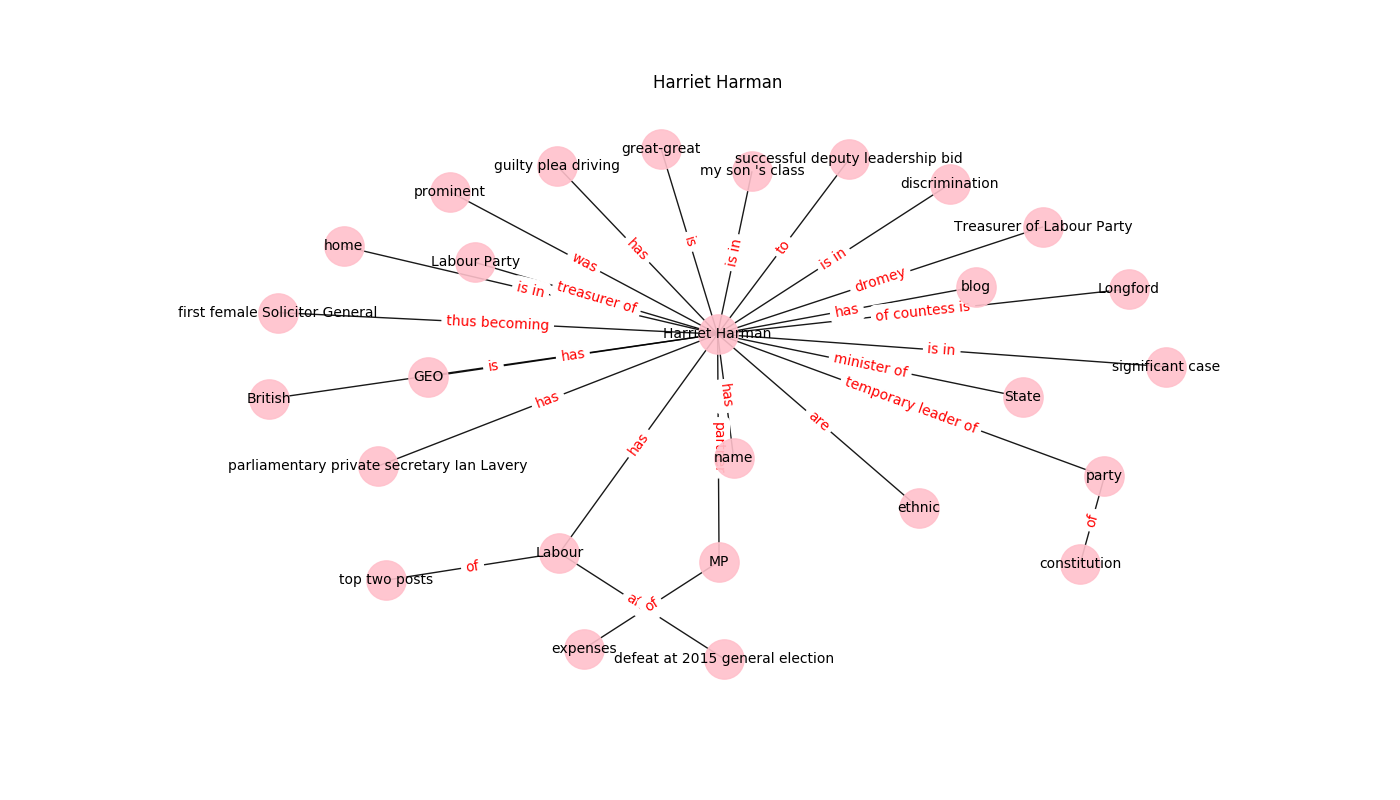 Harriet Harman
great-great
successful deputy leadership bid
guilty plea driving
my son 's class
discrimination
prominent
Treasurer of Labour Party
home
Labour Party
is
has
is in
to
is in
was
dromey
blog
Longford
is in
treasurer of
has
of countess is
first female Solicitor General
thus becoming
Harriet Harman
is in
significant case
has
is
minister of
GEO
British
State
has
has
temporary leader of
are
has
name
parliamentary private secretary Ian Lavery
party
ethnic
of
Labour
MP
constitution
of
top two posts
of
expenses
defeat at 2015 general election